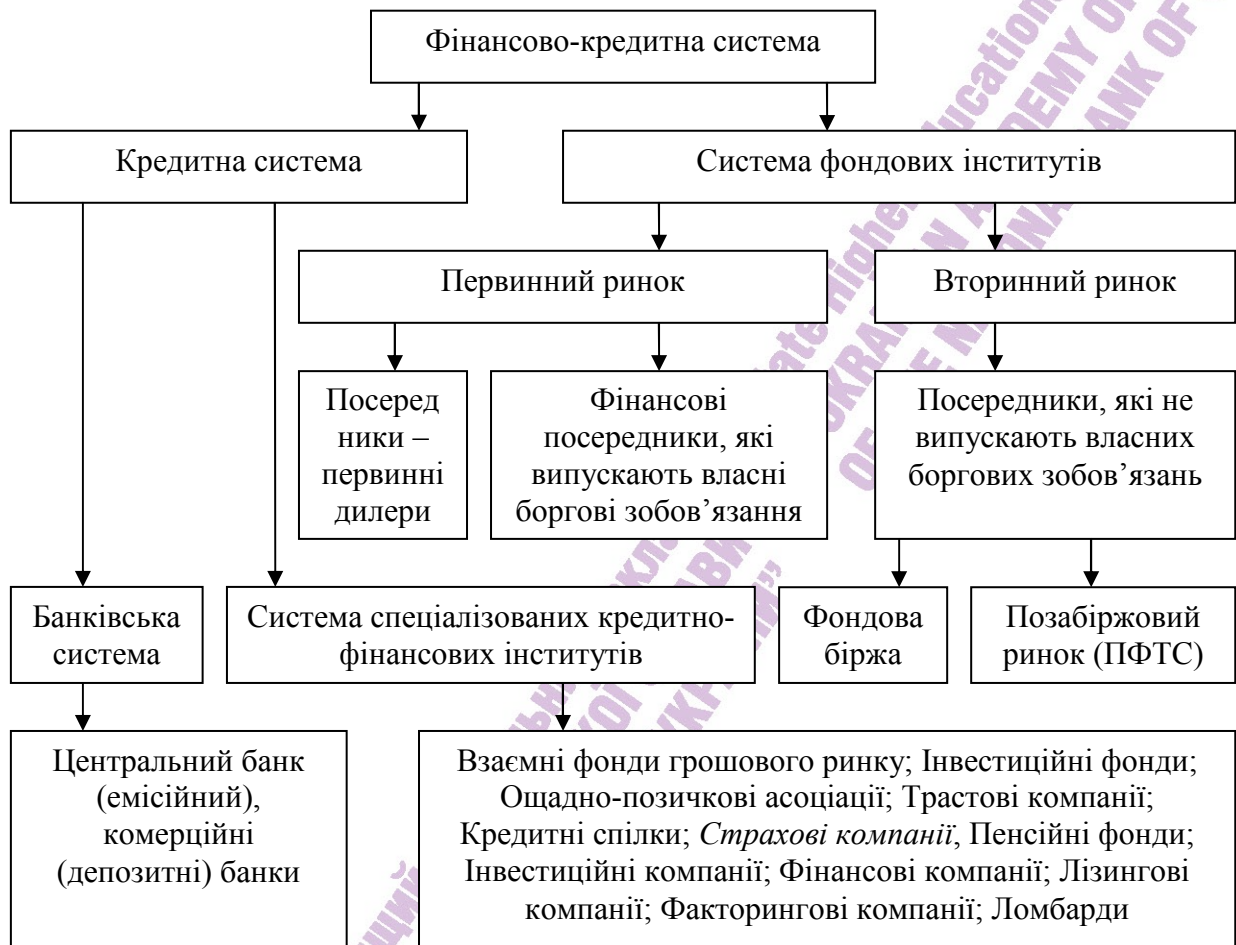 Фінансово-кредитна система
Кредитна система
Система фондових інститутів
Первинний ринок
Вторинний ринок
Посеред
ники –
первинні
дилери
Фінансові
посередники, які
випускають власні
боргові зобов’язання
Посередники, які не
випускають власних
боргових зобов’язань
Банківська
система
Система спеціалізованих кредитно-
фінансових інститутів
Фондова
біржа
Позабіржовий
ринок (ПФТС)
Центральний банк
(емісійний),
комерційні
(депозитні) банки
Взаємні фонди грошового ринку; Інвестиційні фонди;
Ощадно-позичкові асоціації; Трастові компанії;
Кредитні спілки; Страхові компанії, Пенсійні фонди;
Інвестиційні компанії; Фінансові компанії; Лізингові
компанії; Факторингові компанії; Ломбарди